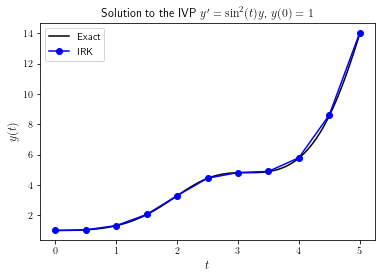 Solution to the IVP y′ = sin²(t)y, y(0) = 1
Exact
IRK
14
12
10
8
6
4
2
y(t)
0
1
2
3
4
5
t